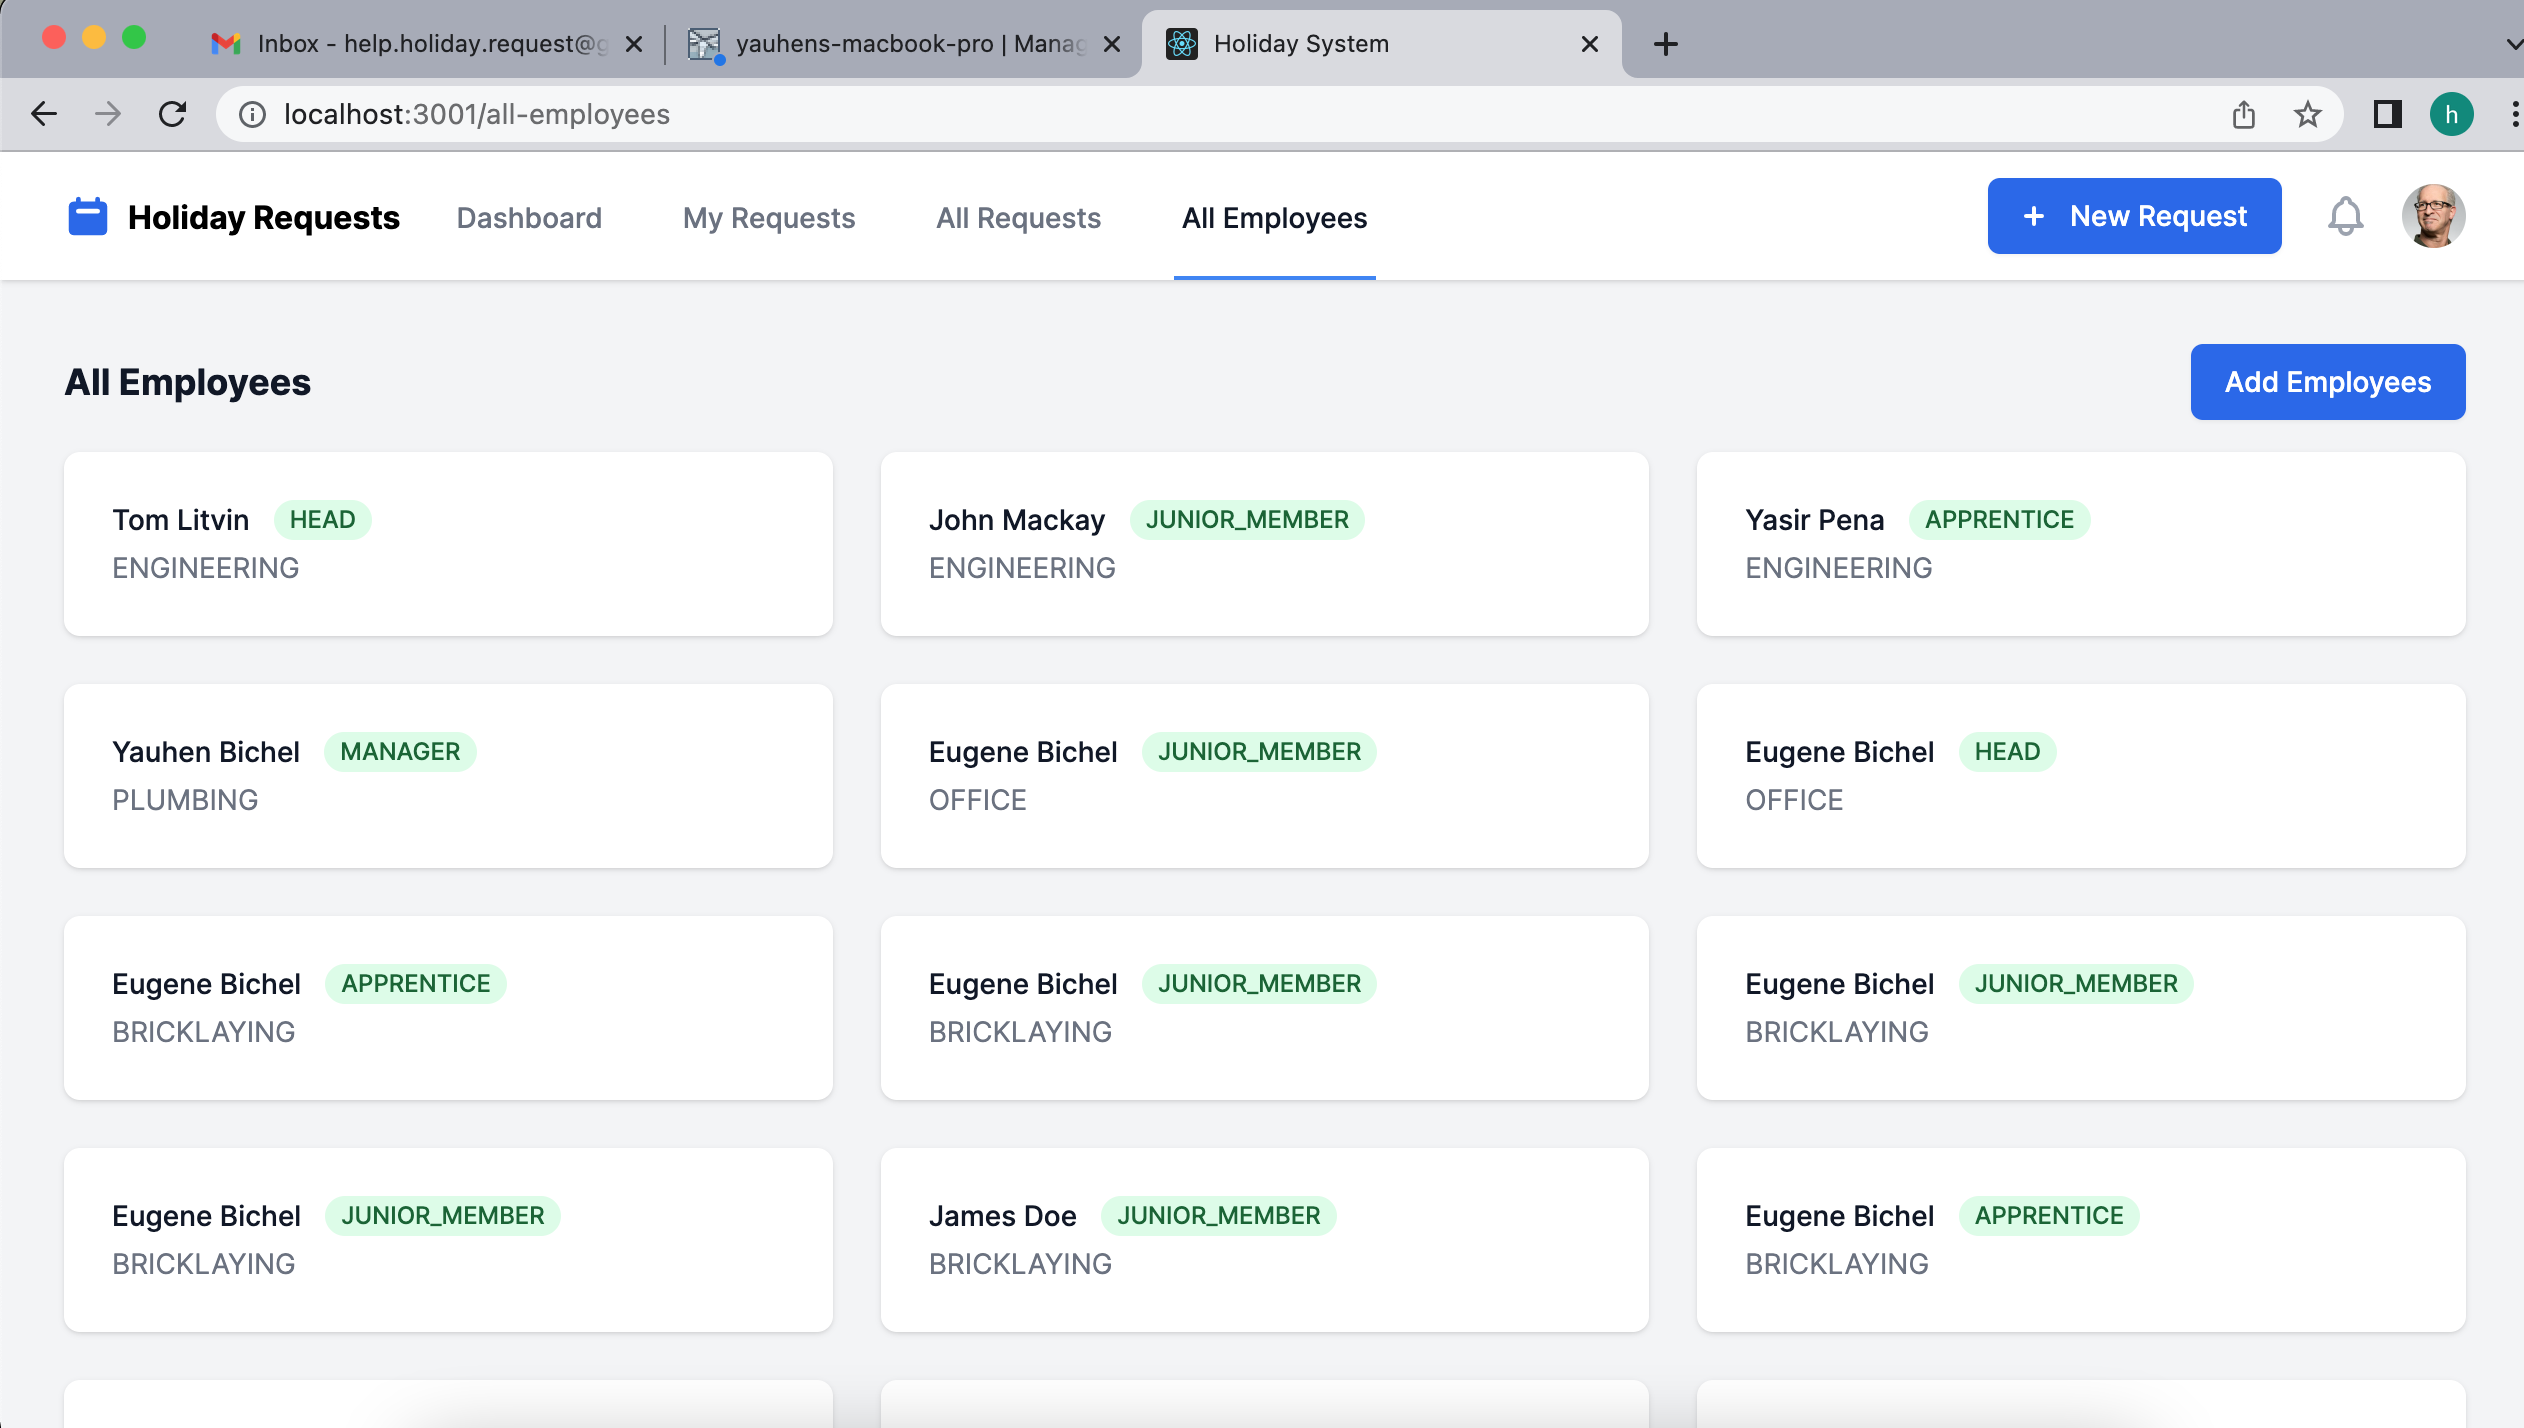 Inbox - help.holiday.request@g
yauhens-macbook-pro | Manag
Holiday System
localhost:3001/all-employees
h
Holiday Requests
Dashboard
My Requests
All Requests
All Employees
+ New Request
All Employees
Add Employees
Tom Litvin HEAD
ENGINEERING
John Mackay JUNIOR_MEMBER
ENGINEERING
Yasir Pena APPRENTICE
ENGINEERING
Yauhen Bichel MANAGER
PLUMBING
Eugene Bichel JUNIOR_MEMBER
OFFICE
Eugene Bichel HEAD
OFFICE
Eugene Bichel APPRENTICE
BRICKLAYING
Eugene Bichel JUNIOR_MEMBER
BRICKLAYING
Eugene Bichel JUNIOR_MEMBER
BRICKLAYING
Eugene Bichel JUNIOR_MEMBER
BRICKLAYING
James Doe JUNIOR_MEMBER
BRICKLAYING
Eugene Bichel APPRENTICE
BRICKLAYING